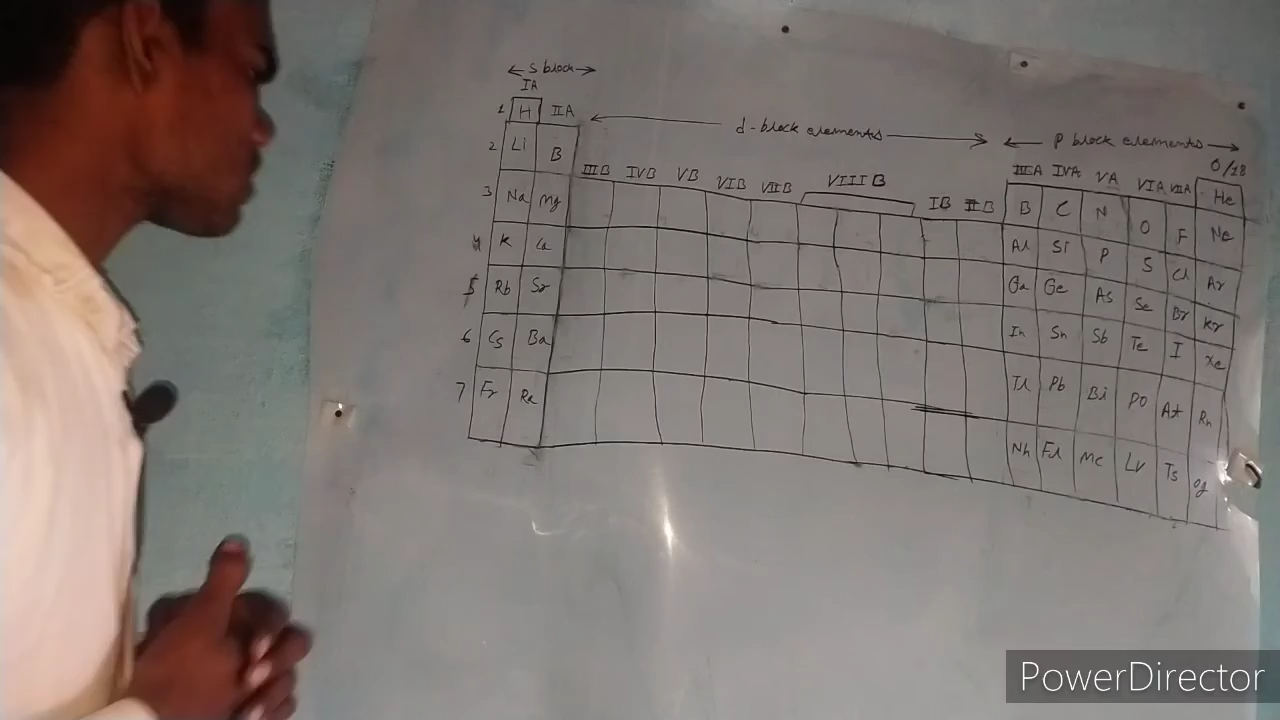 s block
IA
1 H IIA
d-block elements
p block elements
0/18
2 Li B
IIIB IVB VB VIB VIIB VIIIB IB IIB
IIIA IVA VA VIA VIIA He
B C N O F Ne
3 Na Mg
Al Si P S Cl Ar
4 K Ca
Ga Ge As Se Br Kr
5 Rb Sr
In Sn Sb Te I Xe
6 Cs Ba
Tl Pb Bi Po At Rn
7 Fr Ra
Nh Fl Mc Lv Ts Og
PowerDirector